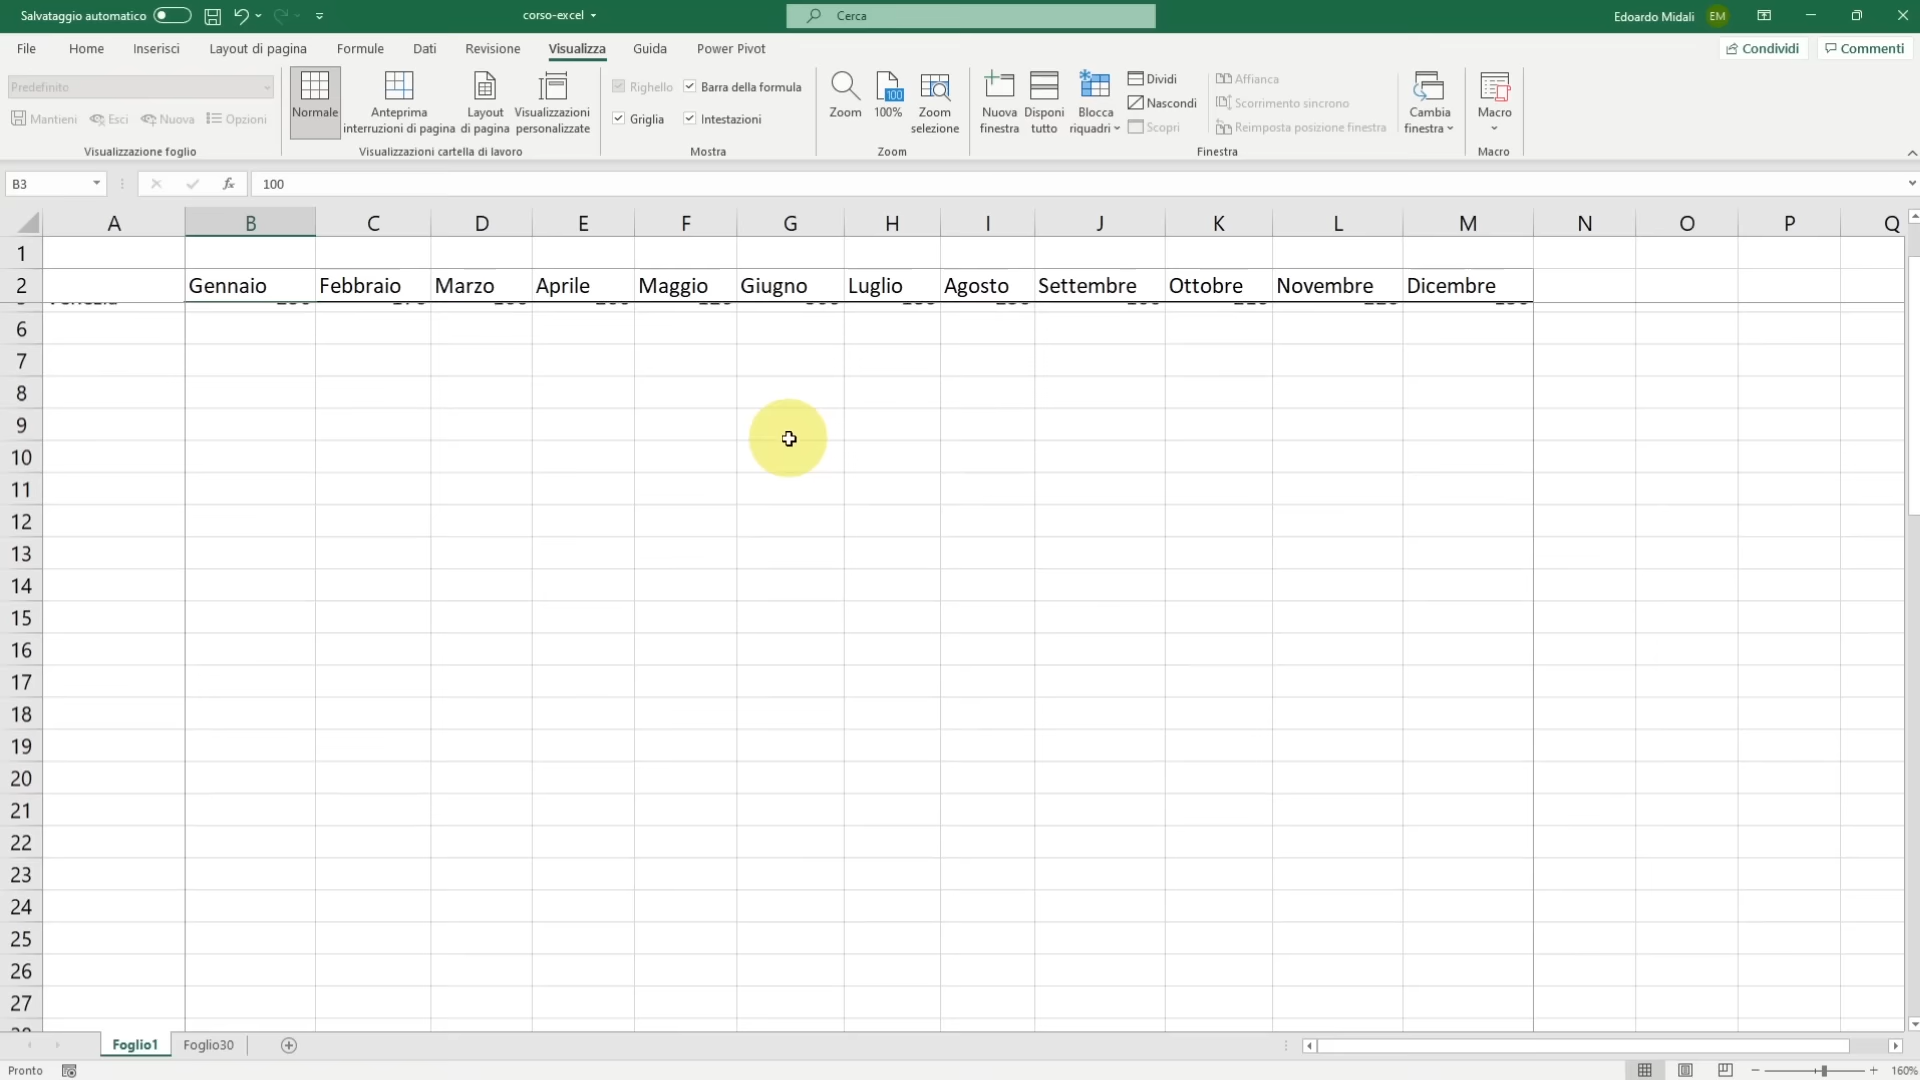 Salvataggio automatico
corso-excel
Cerca
Edoardo Midali EM
File Home Inserisci Layout di pagina Formule Dati Revisione Visualizza Guida Power Pivot
Condividi Commenti
Predefinito
Mantieni Esci Nuova Opzioni
Visualizzazione foglio
Normale
Anteprima interruzioni di pagina
Layout di pagina
Visualizzazioni personalizzate
Visualizzazioni cartella di lavoro
Righello Barra della formula
Griglia Intestazioni
Mostra
Zoom
100 100%
Zoom selezione
Zoom
Nuova finestra
Disponi tutto
Blocca riquadri
Dividi
Nascondi
Scopri
Affianca
Scorrimento sincrono
Reimposta posizione finestra
Cambia finestra
Finestra
Macro
Macro
B3 fx 100
A B C D E F G H I J K L M N O P Q
1
2 Gennaio Febbraio Marzo Aprile Maggio Giugno Luglio Agosto Settembre Ottobre Novembre Dicembre
6
7
8
9
10
11
12
13
14
15
16
17
18
19
20
21
22
23
24
25
26
27
Foglio1 Foglio30
Pronto
160%